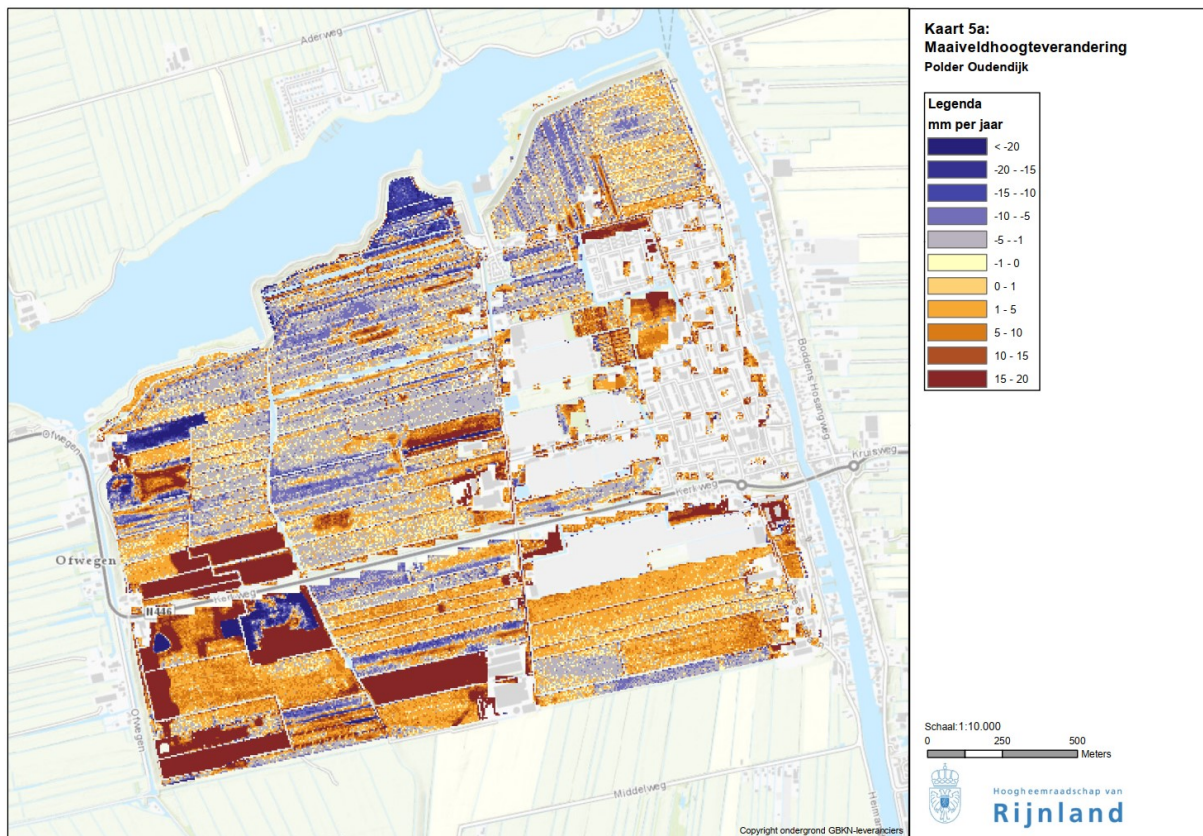 Kaart 5a:
Maaiveldhoogteverandering
Polder Oudendijk
Legenda
mm per jaar
< -20
-20 - -15
-15 - -10
-10 - -5
-5 - -1
-1 - 0
0 - 1
1 - 5
5 - 10
10 - 15
15 - 20
Aderweg
Boddens Hosangweg
Ofwegen
Kruisweg
Kerkweg
Ofwegen
Kerkweg
N446
Ofwegen
Middelweg
Schaal:1:10.000
0 250 500
Meters
Hoogheemraadschap van
Rijnland
Copyright ondergrond GBKN-leveranciers